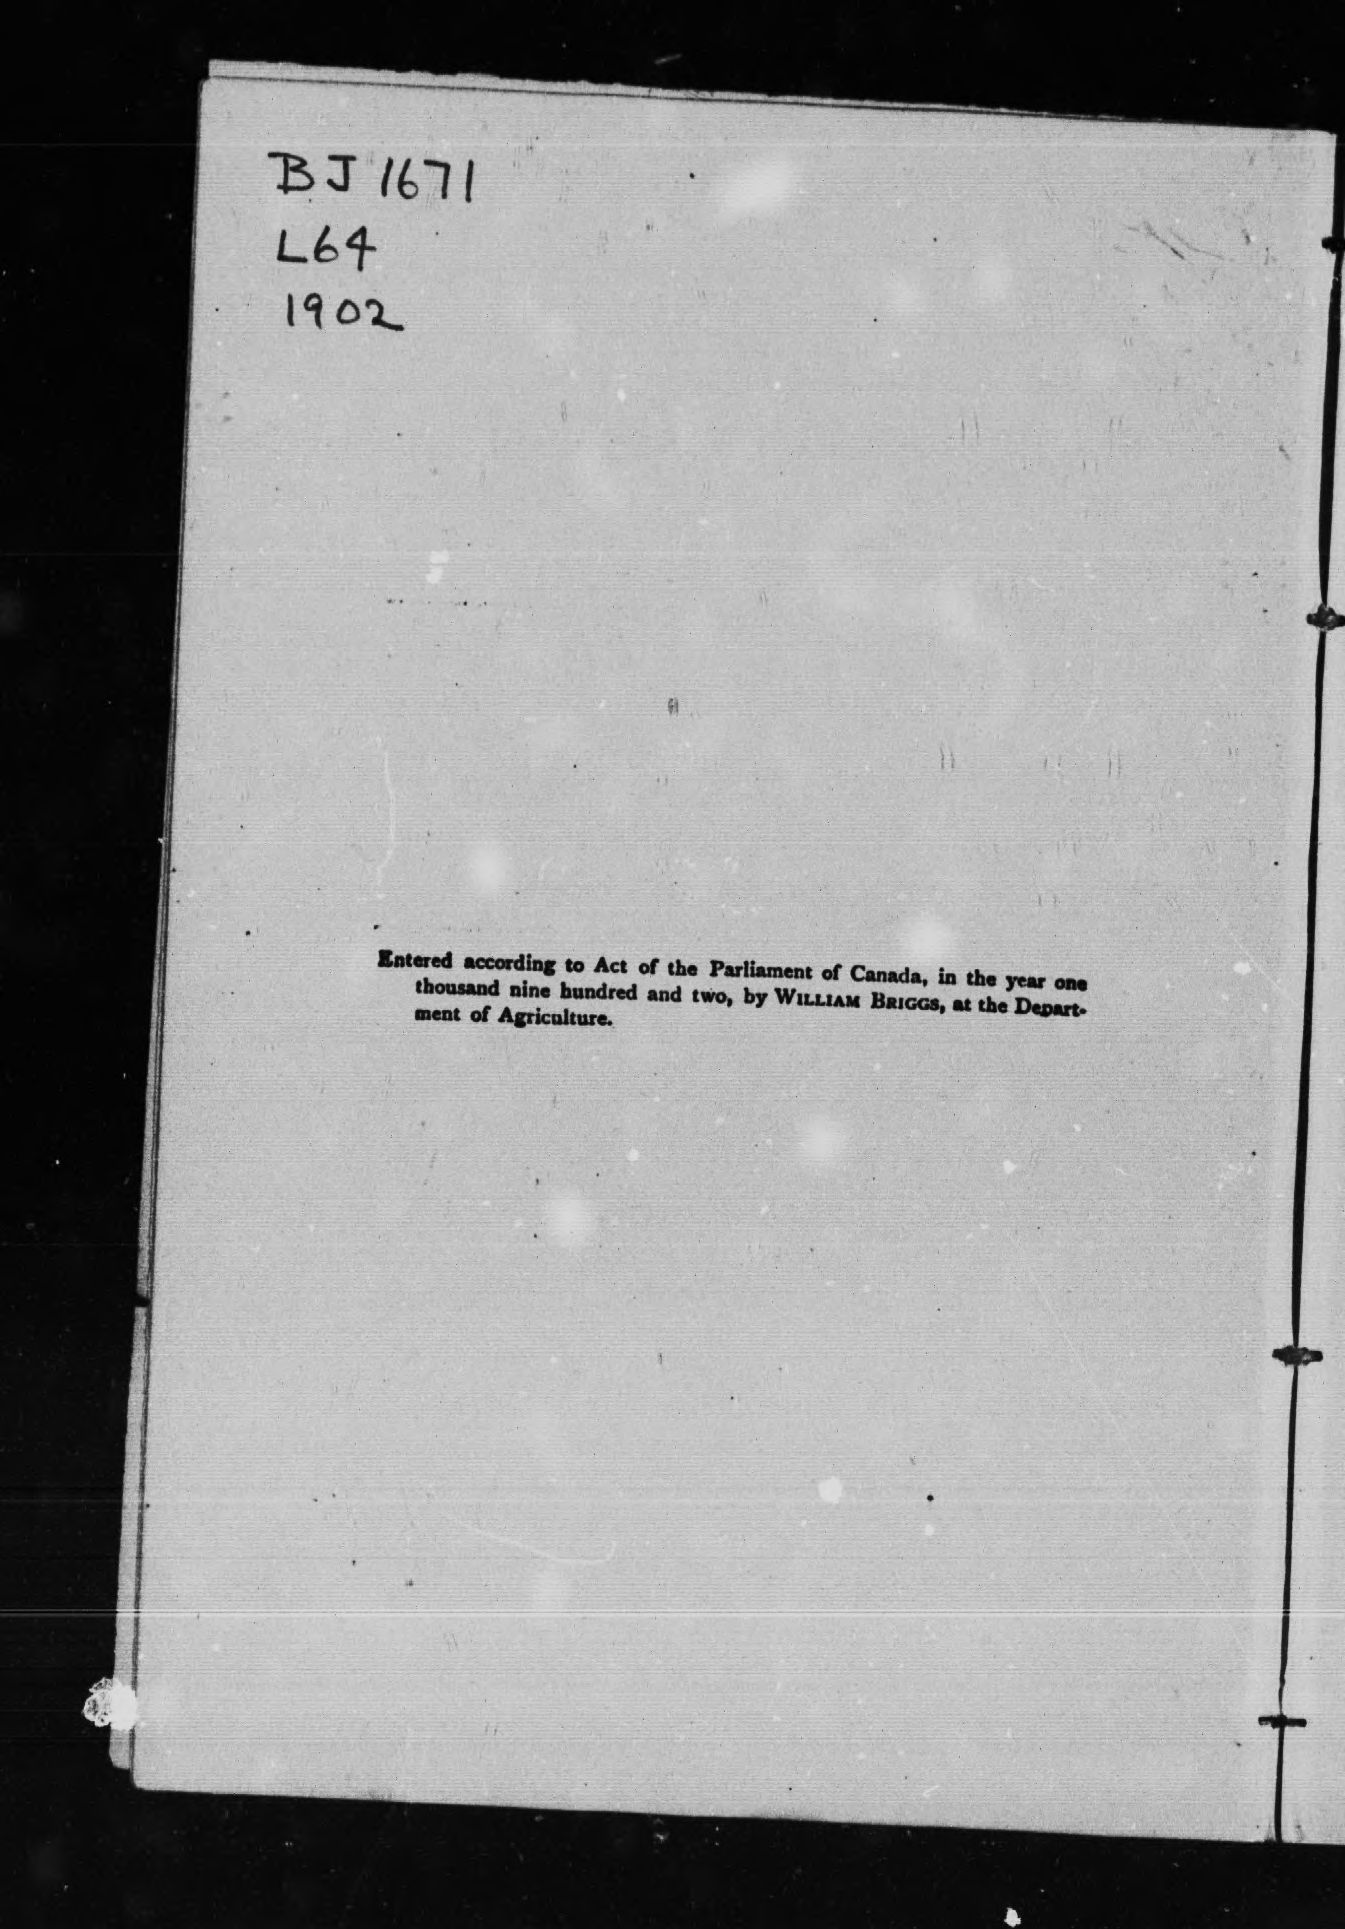 BJ 1671
L64
1902
Entered according to Act of the Parliament of Canada, in the year one
thousand nine hundred and two, by WILLIAM BRIGGS, at the Depart-
ment of Agriculture.